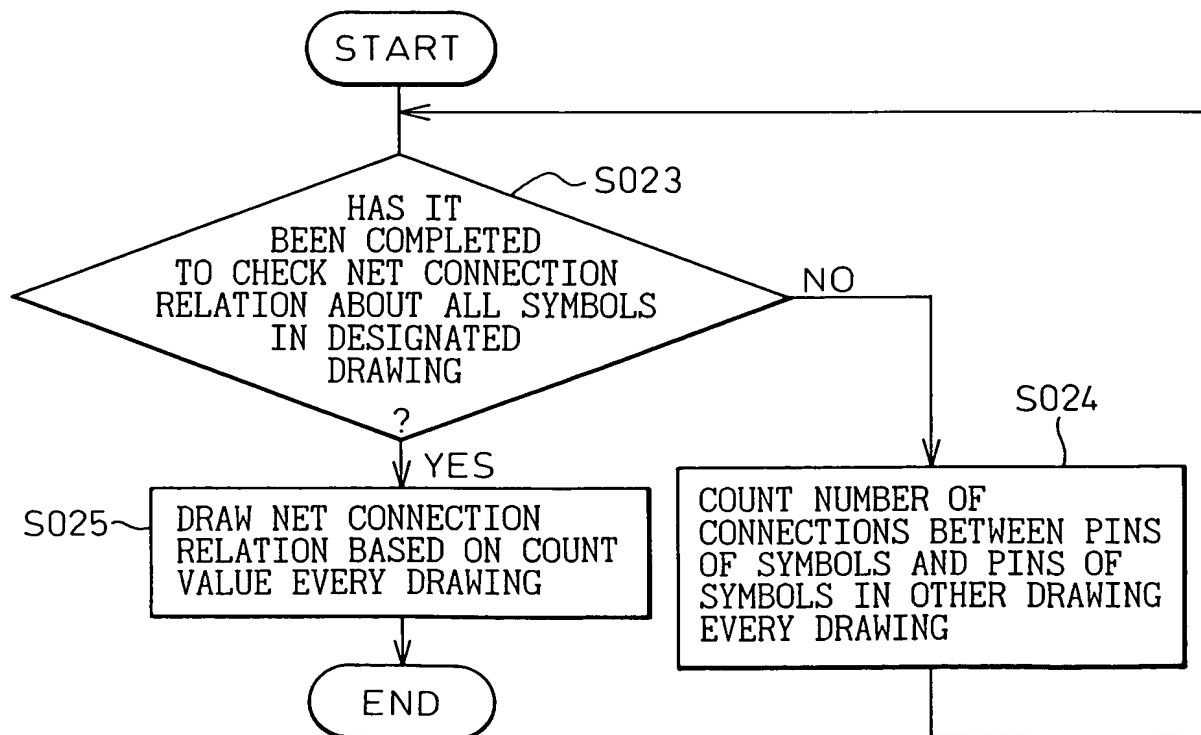 START
S023
HAS IT
BEEN COMPLETED
TO CHECK NET CONNECTION
RELATION ABOUT ALL SYMBOLS
IN DESIGNATED
DRAWING
?
NO
YES
S024
COUNT NUMBER OF
CONNECTIONS BETWEEN PINS
OF SYMBOLS AND PINS OF
SYMBOLS IN OTHER DRAWING
EVERY DRAWING
S025
DRAW NET CONNECTION
RELATION BASED ON COUNT
VALUE EVERY DRAWING
END